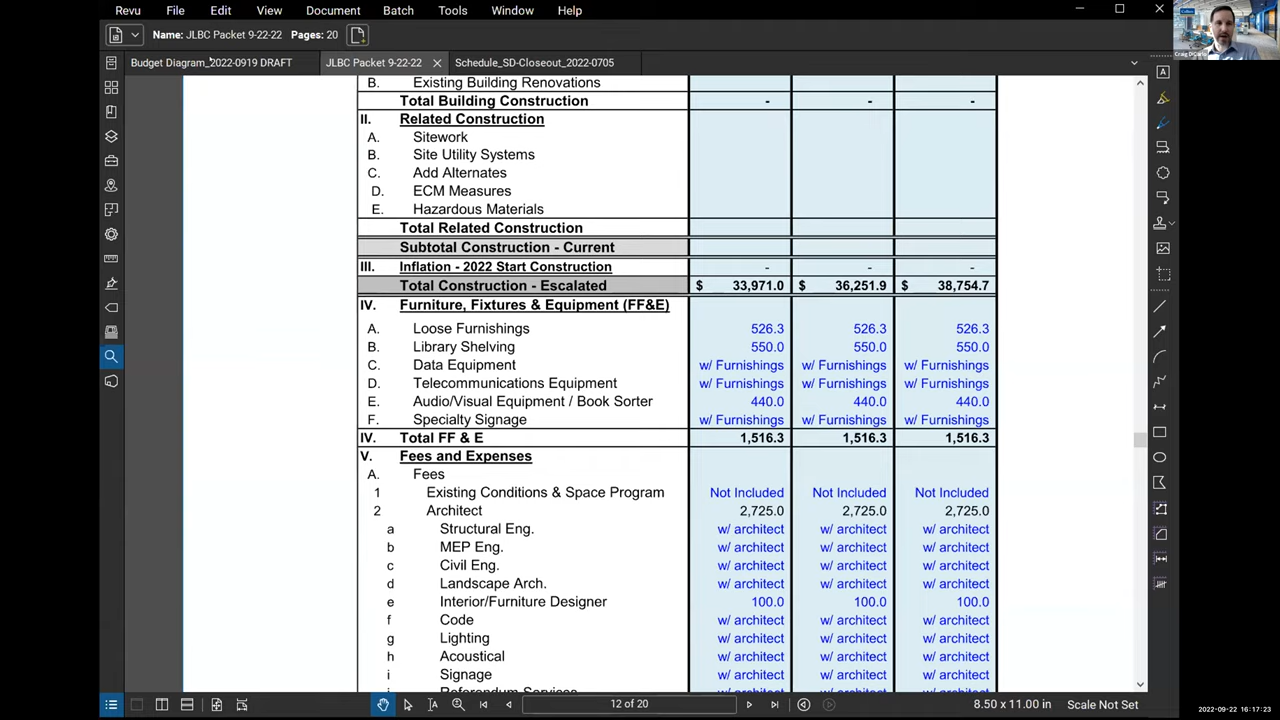 Revu File Edit View Document Batch Tools Window Help
Name: JLBC Packet 9-22-22 Pages: 20
Budget Diagram_2022-0919 DRAFT JLBC Packet 9-22-22 Schedule_SD-Closeout_2022-0705
B. Existing Building Renovations
Total Building Construction - - -
II. Related Construction
A. Sitework
B. Site Utility Systems
C. Add Alternates
D. ECM Measures
E. Hazardous Materials
Total Related Construction
Subtotal Construction - Current
III. Inflation - 2022 Start Construction - - -
Total Construction - Escalated $ 33,971.0 $ 36,251.9 $ 38,754.7
IV. Furniture, Fixtures & Equipment (FF&E)
A. Loose Furnishings 526.3 526.3 526.3
B. Library Shelving 550.0 550.0 550.0
C. Data Equipment w/ Furnishings w/ Furnishings w/ Furnishings
D. Telecommunications Equipment w/ Furnishings w/ Furnishings w/ Furnishings
E. Audio/Visual Equipment / Book Sorter 440.0 440.0 440.0
F. Specialty Signage w/ Furnishings w/ Furnishings w/ Furnishings
IV. Total FF & E 1,516.3 1,516.3 1,516.3
V. Fees and Expenses
A. Fees
1 Existing Conditions & Space Program Not Included Not Included Not Included
2 Architect 2,725.0 2,725.0 2,725.0
a Structural Eng. w/ architect w/ architect w/ architect
b MEP Eng. w/ architect w/ architect w/ architect
c Civil Eng. w/ architect w/ architect w/ architect
d Landscape Arch. w/ architect w/ architect w/ architect
e Interior/Furniture Designer 100.0 100.0 100.0
f Code w/ architect w/ architect w/ architect
g Lighting w/ architect w/ architect w/ architect
h Acoustical w/ architect w/ architect w/ architect
i Signage w/ architect w/ architect w/ architect
j Referendum Services w/ architect w/ architect w/ architect
12 of 20 8.50 x 11.00 in Scale Not Set
2022-09-22 16:17:23